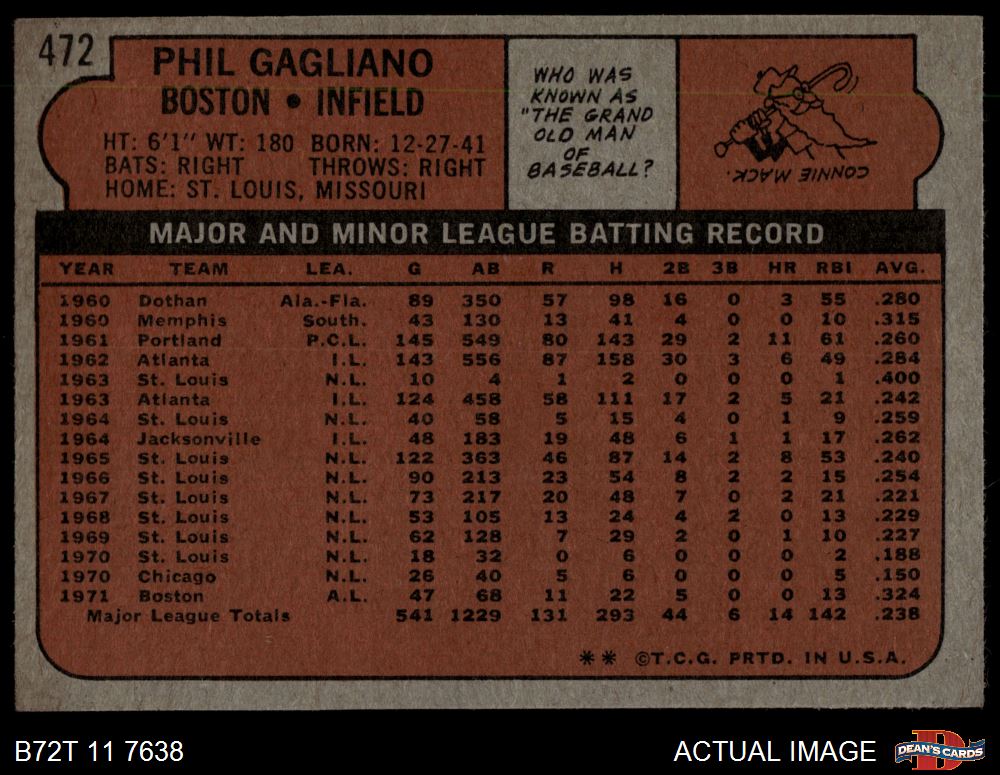 472
PHIL GAGLIANO
BOSTON • INFIELD
HT: 6'1" WT: 180 BORN: 12-27-41
BATS: RIGHT THROWS: RIGHT
HOME: ST. LOUIS, MISSOURI
WHO WAS
KNOWN AS
"THE GRAND
OLD MAN
OF
BASEBALL?
CONNIE MACK.
MAJOR AND MINOR LEAGUE BATTING RECORD
YEAR TEAM LEA. G AB R H 2B 3B HR RBI AVG.
1960 Dothan Ala.-Fla. 89 350 57 98 16 0 3 55 .280
1960 Memphis South. 43 130 13 41 4 0 0 10 .315
1961 Portland P.C.L. 145 549 80 143 29 2 11 61 .260
1962 Atlanta I.L. 143 556 87 158 30 3 6 49 .284
1963 St. Louis N.L. 10 4 1 2 0 0 0 1 .400
1963 Atlanta I.L. 124 458 58 111 17 2 5 21 .242
1964 St. Louis N.L. 40 58 5 15 4 0 1 9 .259
1964 Jacksonville I.L. 48 183 19 48 6 1 1 17 .262
1965 St. Louis N.L. 122 363 46 87 14 2 8 53 .240
1966 St. Louis N.L. 90 213 23 54 8 2 2 15 .254
1967 St. Louis N.L. 73 217 20 48 7 0 2 21 .221
1968 St. Louis N.L. 53 105 13 24 4 2 0 13 .229
1969 St. Louis N.L. 62 128 7 29 2 0 1 10 .227
1970 St. Louis N.L. 18 32 0 6 0 0 0 2 .188
1970 Chicago N.L. 26 40 5 6 0 0 0 5 .150
1971 Boston A.L. 47 68 11 22 5 0 0 13 .324
Major League Totals 541 1229 131 293 44 6 14 142 .238
** ©T.C.G. PRTD. IN U.S.A.
B72T 11 7638
ACTUAL IMAGE
D
DEAN'S CARDS